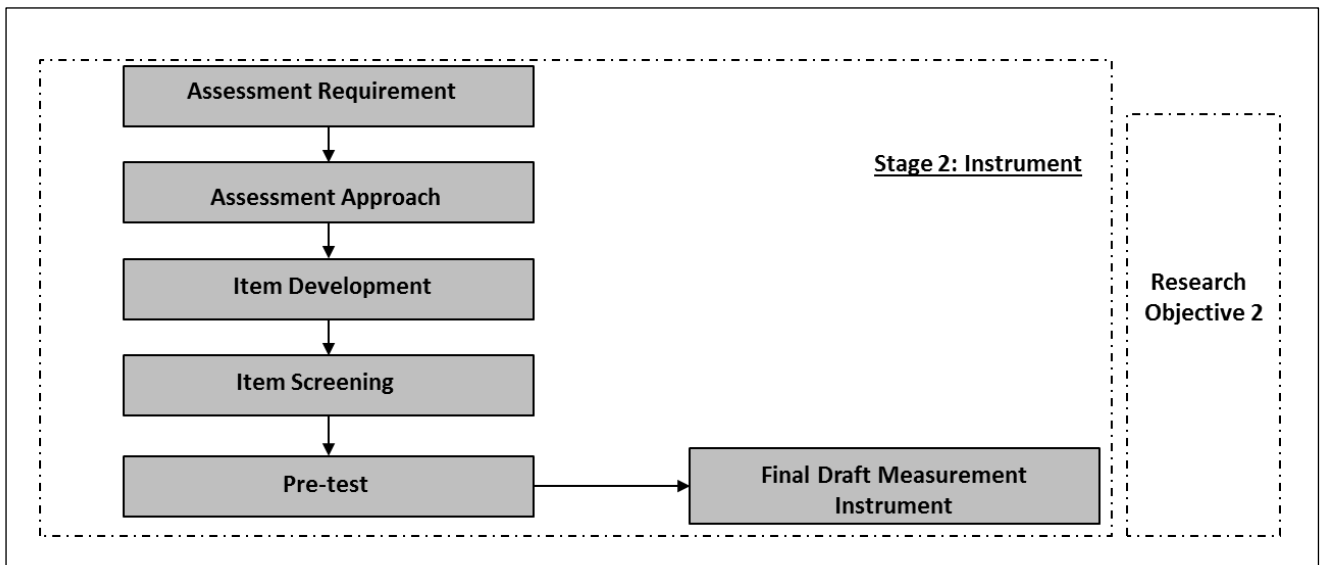 Assessment Requirement
Assessment Approach
Stage 2: Instrument
Item Development
Item Screening
Pre-test
Final Draft Measurement
Instrument
Research
Objective 2